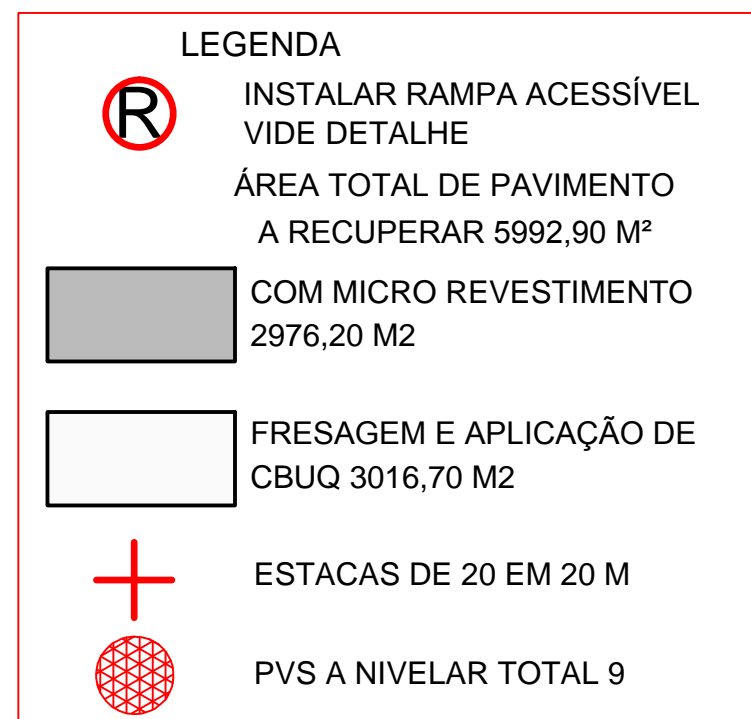 LEGENDA
R
INSTALAR RAMPA ACESSÍVEL
VIDE DETALHE
ÁREA TOTAL DE PAVIMENTO
A RECUPERAR 5992,90 M²
COM MICRO REVESTIMENTO
2976,20 M2
FRESAGEM E APLICAÇÃO DE
CBUQ 3016,70 M2
ESTACAS DE 20 EM 20 M
PVS A NIVELAR TOTAL 9